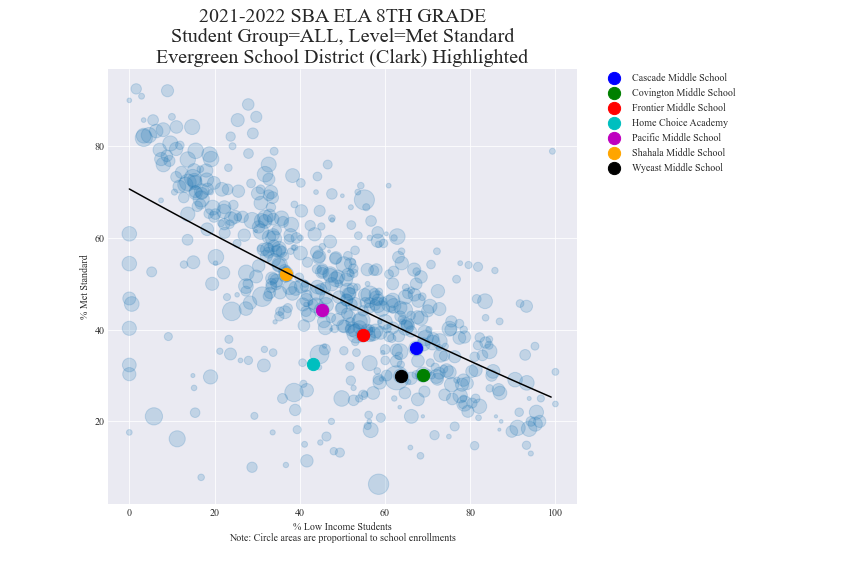 2021-2022 SBA ELA 8TH GRADE
Student Group=ALL, Level=Met Standard
Evergreen School District (Clark) Highlighted
Cascade Middle School
Covington Middle School
Frontier Middle School
Home Choice Academy
Pacific Middle School
Shahala Middle School
Wyeast Middle School
% Met Standard
80
60
40
20
0 20 40 60 80 100
% Low Income Students
Note: Circle areas are proportional to school enrollments